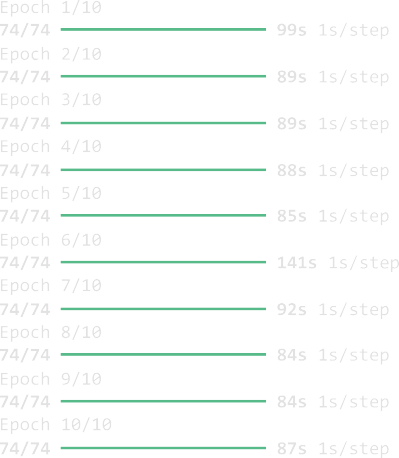 Epoch 1/10
74/74 99s 1s/step
Epoch 2/10
74/74 89s 1s/step
Epoch 3/10
74/74 89s 1s/step
Epoch 4/10
74/74 88s 1s/step
Epoch 5/10
74/74 85s 1s/step
Epoch 6/10
74/74 141s 1s/step
Epoch 7/10
74/74 92s 1s/step
Epoch 8/10
74/74 84s 1s/step
Epoch 9/10
74/74 84s 1s/step
Epoch 10/10
74/74 87s 1s/step